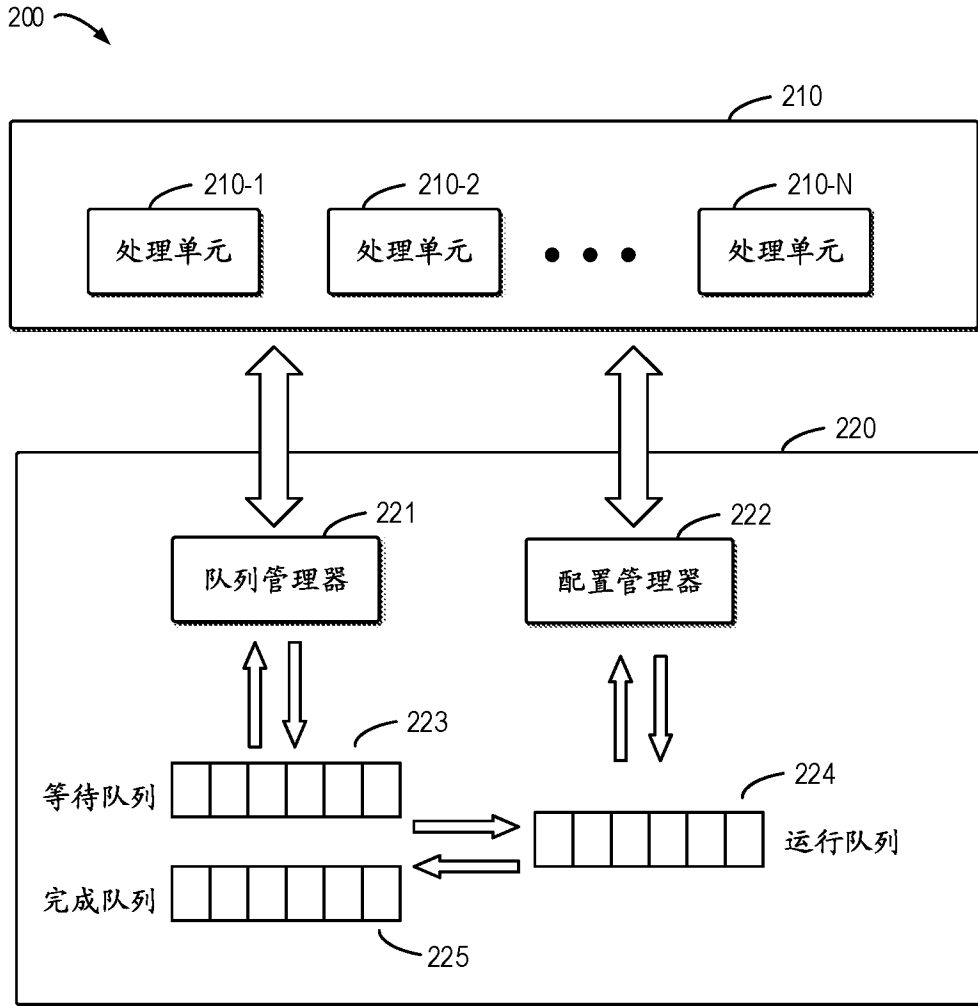 200
210
210-1
210-2
210-N
处理单元
处理单元
处理单元
220
221
222
队列管理器
配置管理器
223
等待队列
224
运行队列
完成队列
225